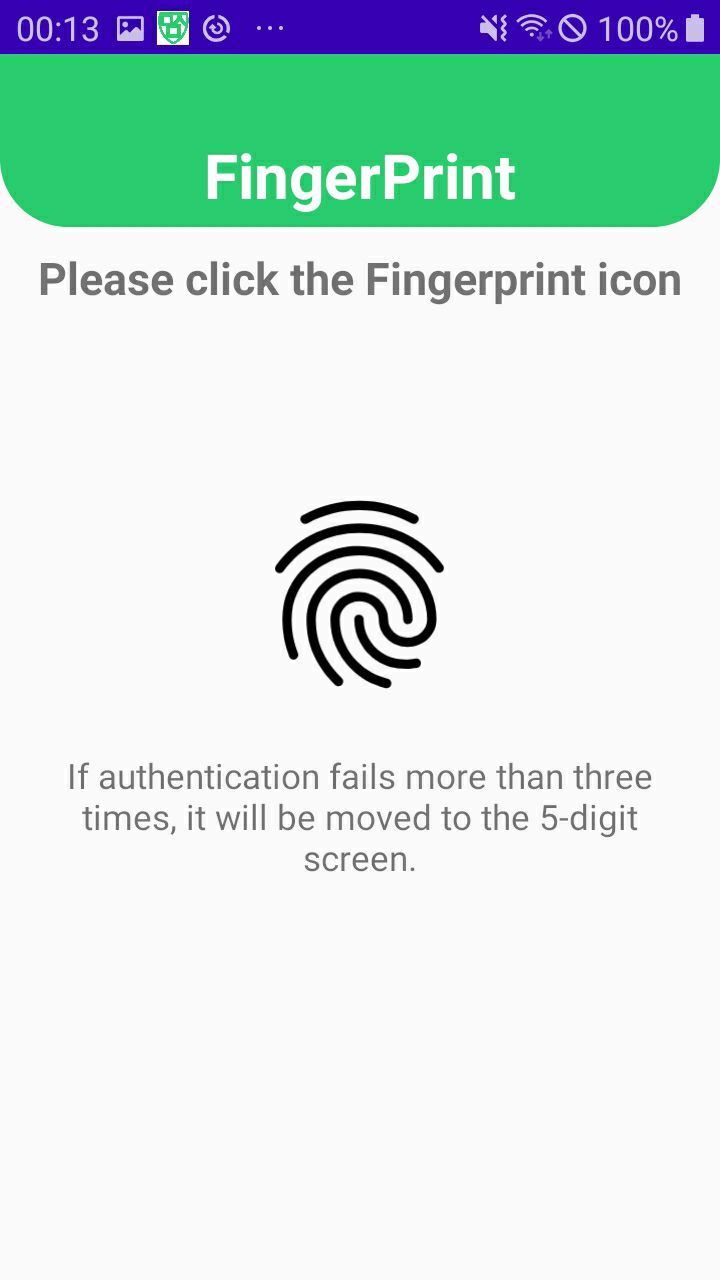 00:13 ... 100%
FingerPrint
Please click the Fingerprint icon
If authentication fails more than three
times, it will be moved to the 5-digit
screen.